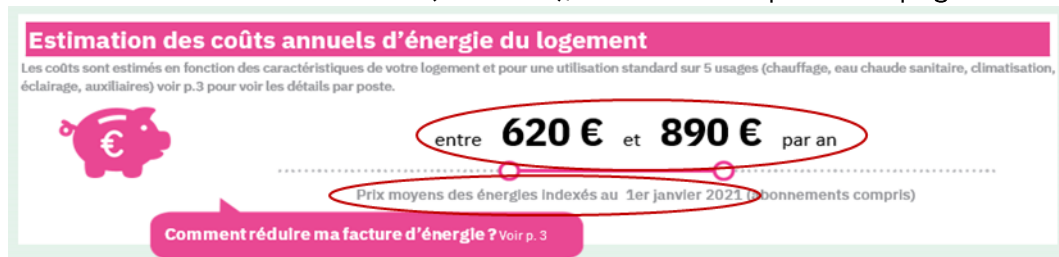 Estimation des coûts annuels d'énergie du logement
Les coûts sont estimés en fonction des caractéristiques de votre logement et pour une utilisation standard sur 5 usages (chauffage, eau chaude sanitaire, climatisation,
éclairage, auxiliaires) voir p.3 pour voir les détails par poste.
€
entre 620 € et 890 € par an
Prix moyens des énergies indexés au 1er janvier 2021 (abonnements compris)
Comment réduire ma facture d'énergie ? Voir p. 3